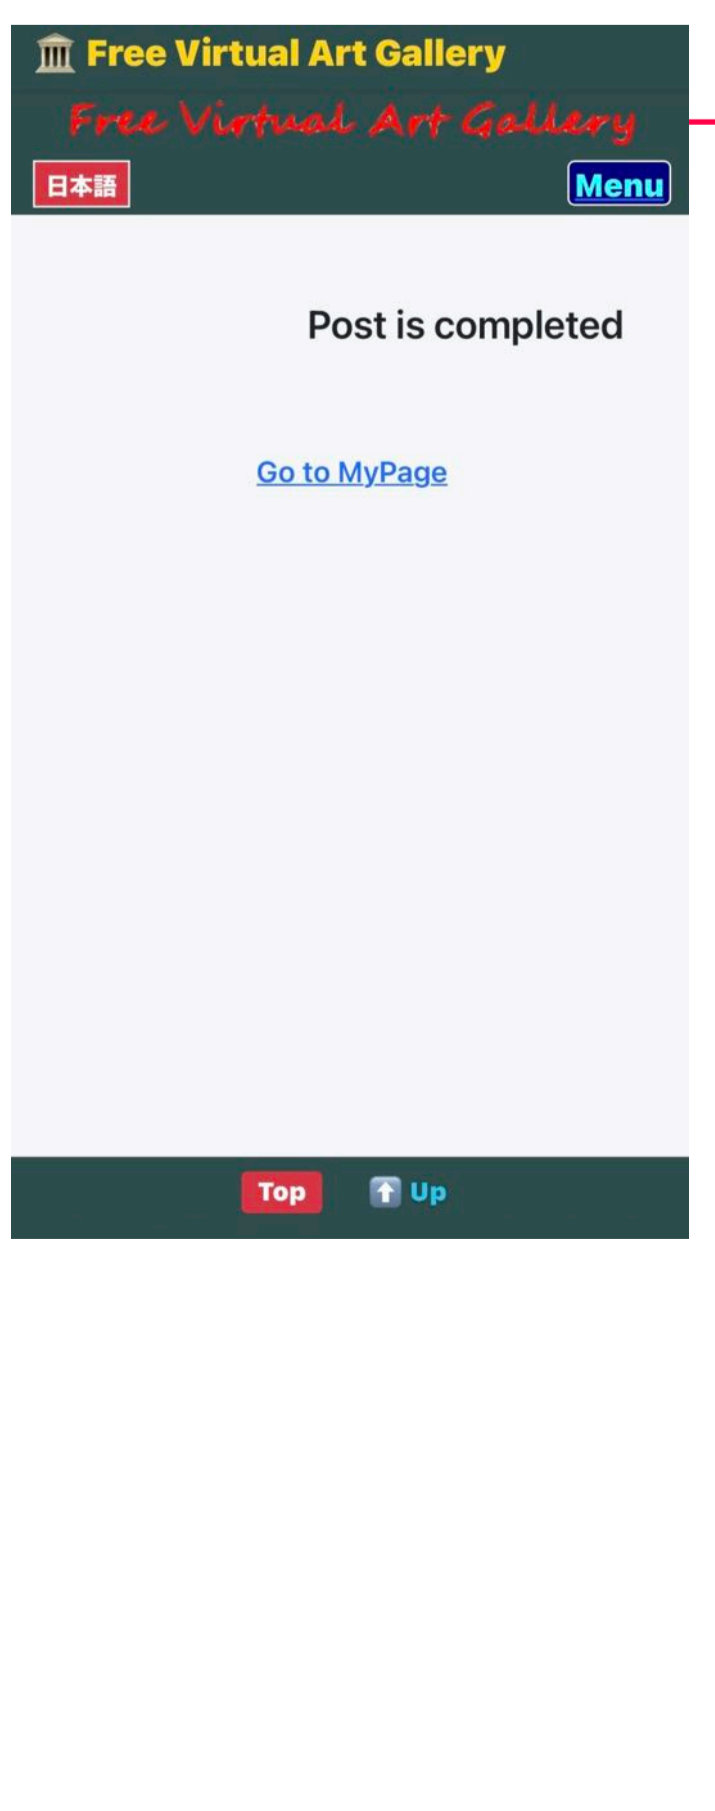 🏛️ Free Virtual Art Gallery
Free Virtual Art Gallery
日本語
Menu
Post is completed
Go to MyPage
Top
⬆️ Up